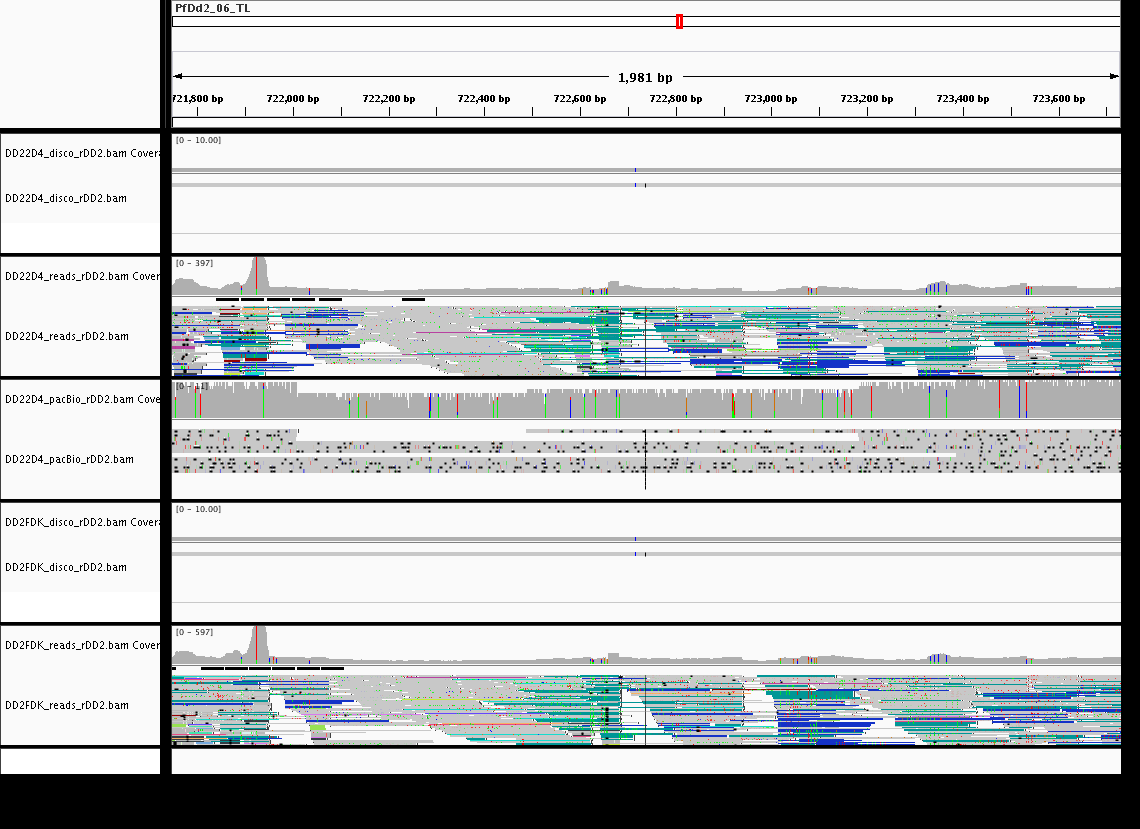 PfDd2_06_TL
1,981 bp
721,800 bp 722,000 bp 722,200 bp 722,400 bp 722,600 bp 722,800 bp 723,000 bp 723,200 bp 723,400 bp 723,600 bp
[0 - 10.00]
DD22D4_disco_rDD2.bam Covera
DD22D4_disco_rDD2.bam
[0 - 397]
DD22D4_reads_rDD2.bam Cover
DD22D4_reads_rDD2.bam
[0 - 11]
DD22D4_pacBio_rDD2.bam Cove
DD22D4_pacBio_rDD2.bam
[0 - 10.00]
DD2FDK_disco_rDD2.bam Covera
DD2FDK_disco_rDD2.bam
[0 - 597]
DD2FDK_reads_rDD2.bam Cover
DD2FDK_reads_rDD2.bam